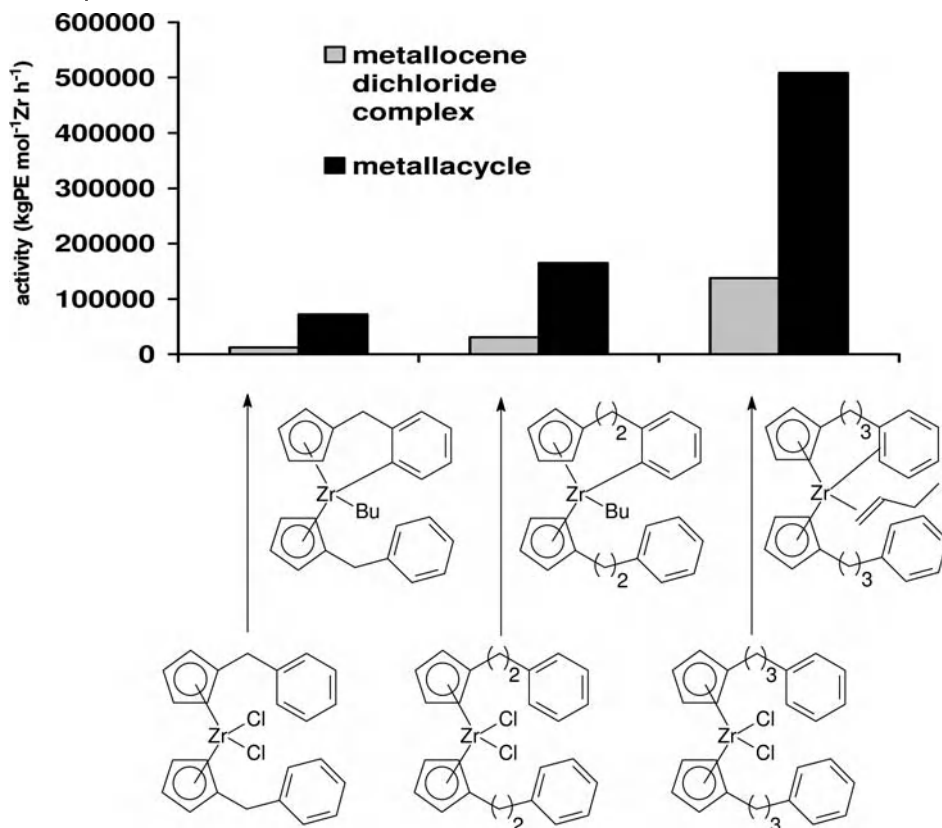 600000
500000
400000
300000
200000
100000
0
activity (kgPE mol-1Zr h-1)
metallocene
dichloride
complex
metallacycle
Zr
Bu
( )2
Zr
Bu
( )2
( )3
Zr
( )3
Zr
Cl
Cl
( )2
Zr
Cl
Cl
( )2
( )3
Zr
Cl
Cl
( )3